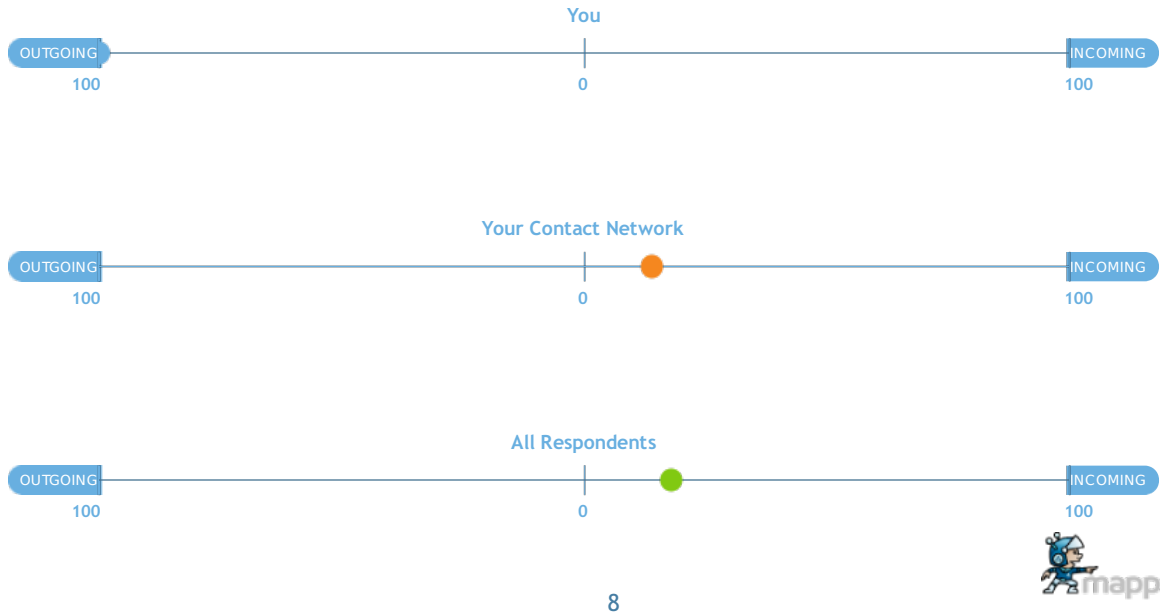 You
OUTGOING INCOMING
100 0 100
Your Contact Network
OUTGOING INCOMING
100 0 100
All Respondents
OUTGOING INCOMING
100 0 100
mapp
8